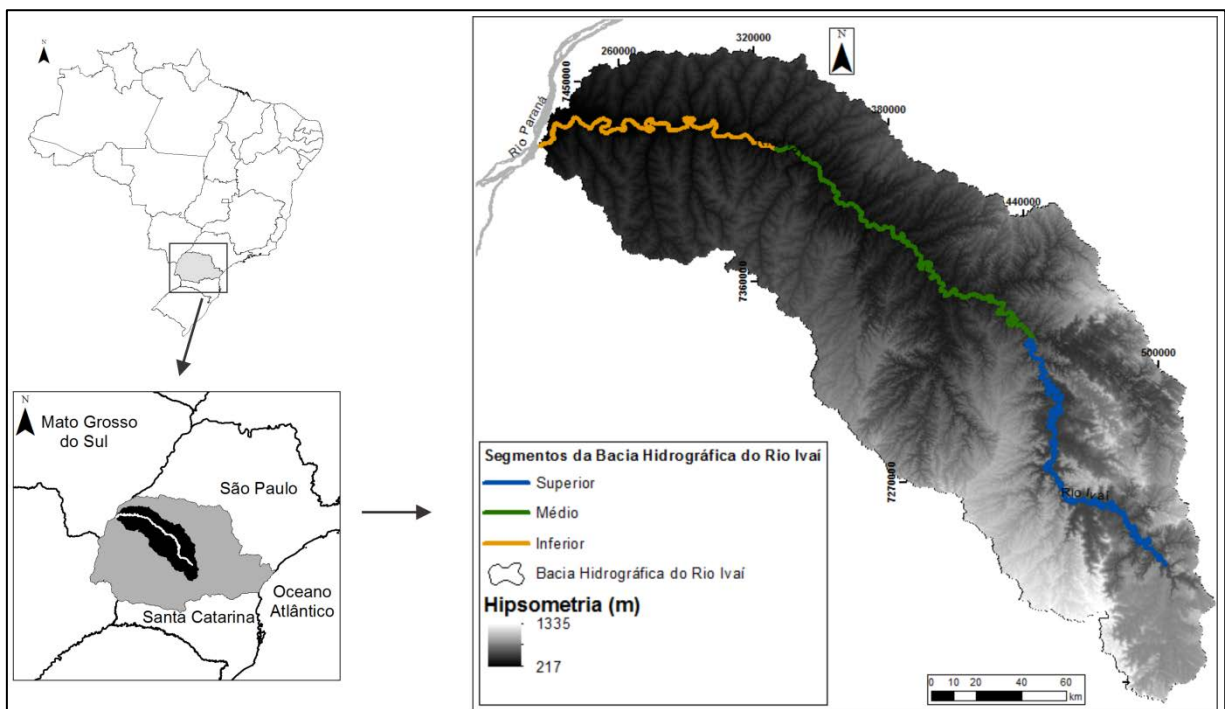 N
N
Mato Grosso
do Sul
São Paulo
Oceano
Atlântico
Santa Catarina
N
320000
260000
7450000
380000
Rio Paraná
440000
7360000
500000
7270000
Rio Ivaí
Segmentos da Bacia Hidrográfica do Rio Ivaí
Superior
Médio
Inferior
Bacia Hidrográfica do Rio Ivaí
Hipsometria (m)
1335
217
0 10 20 40 60
km